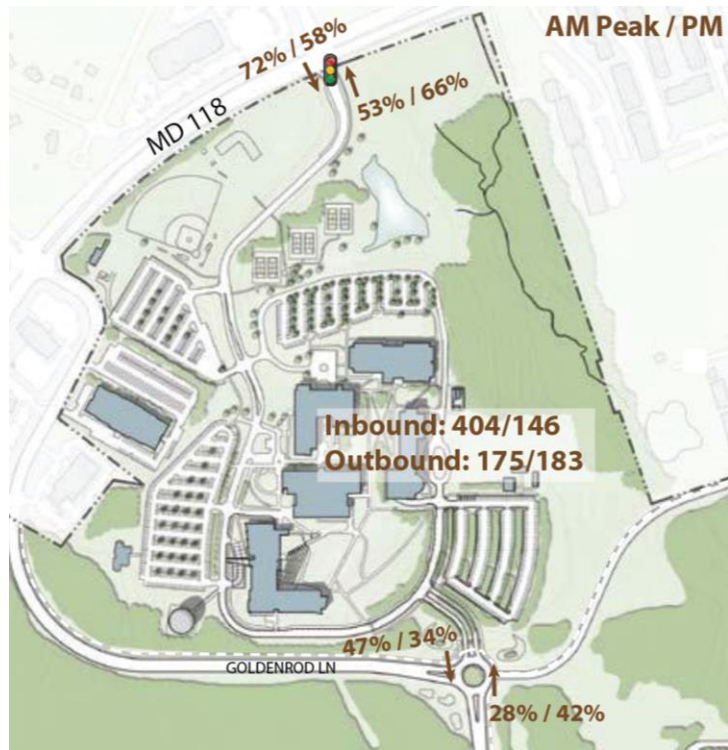 AM Peak / PM
72% / 58%
53% / 66%
MD 118
Inbound: 404/146
Outbound: 175/183
47% / 34%
GOLDENROD LN
28% / 42%